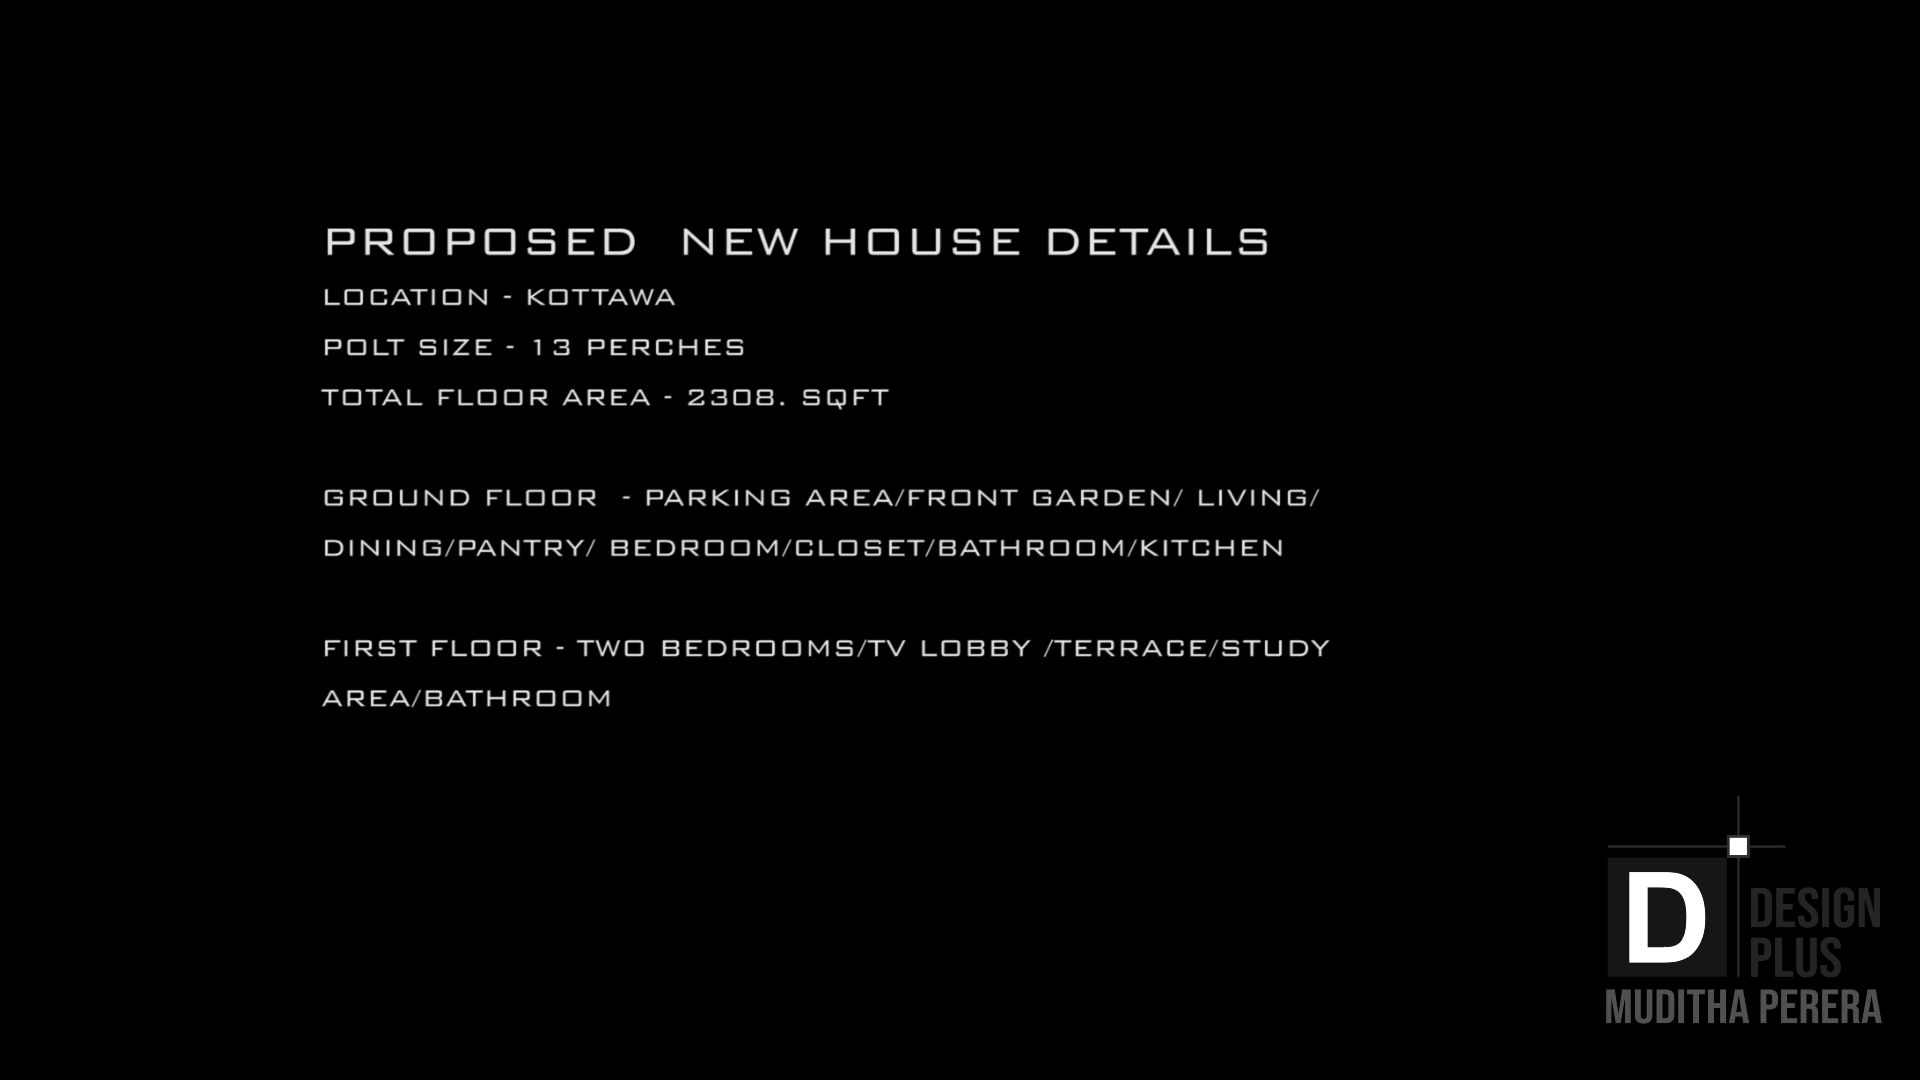 PROPOSED  NEW HOUSE DETAILS
LOCATION - KOTTAWA
POLT SIZE - 13 PERCHES
TOTAL FLOOR AREA - 2308. SQFT
GROUND FLOOR  - PARKING AREA/FRONT GARDEN/ LIVING/
DINING/PANTRY/ BEDROOM/CLOSET/BATHROOM/KITCHEN
FIRST FLOOR - TWO BEDROOMS/TV LOBBY /TERRACE/STUDY
AREA/BATHROOM
D
DESIGN
PLUS
MUDITHA PERERA